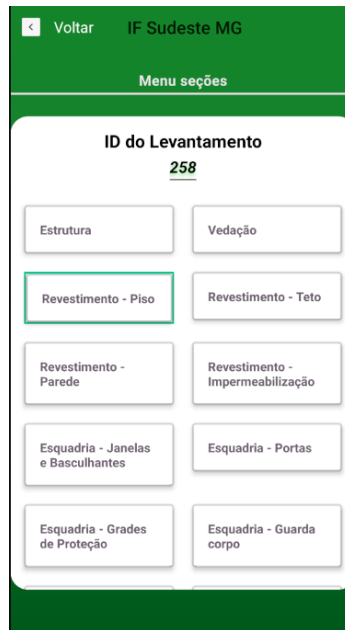 Voltar IF Sudeste MG
Menu seções
ID do Levantamento
258
Estrutura
Vedação
Revestimento - Piso
Revestimento - Teto
Revestimento -
Parede
Revestimento -
Impermeabilização
Esquadria - Janelas
e Basculhantes
Esquadria - Portas
Esquadria - Grades
de Proteção
Esquadria - Guarda
corpo